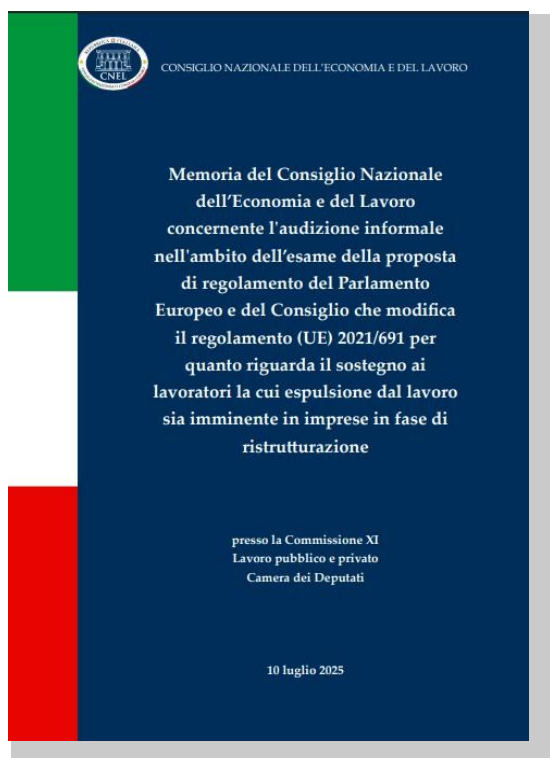 CNEL
CONSIGLIO NAZIONALE DELL'ECONOMIA E DEL LAVORO
Memoria del Consiglio Nazionale
dell'Economia e del Lavoro
concernente l'audizione informale
nell'ambito dell'esame della proposta
di regolamento del Parlamento
Europeo e del Consiglio che modifica
il regolamento (UE) 2021/691 per
quanto riguarda il sostegno ai
lavoratori la cui espulsione dal lavoro
sia imminente in imprese in fase di
ristrutturazione
presso la Commissione XI
Lavoro pubblico e privato
Camera dei Deputati
10 luglio 2025